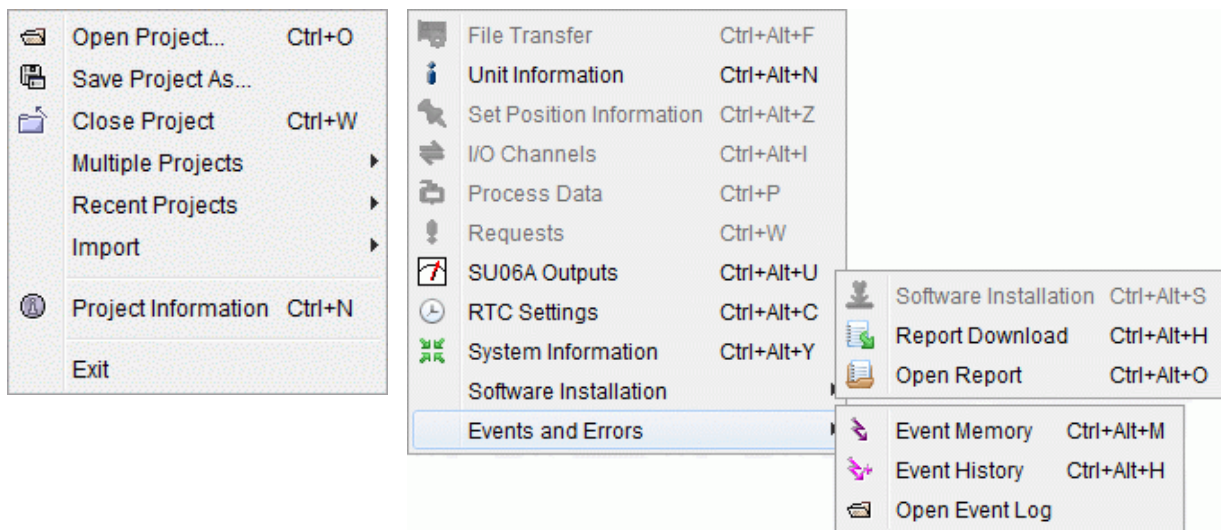 Open Project... Ctrl+O
Save Project As...
Close Project Ctrl+W
Multiple Projects
Recent Projects
Import
Project Information Ctrl+N
Exit
File Transfer Ctrl+Alt+F
Unit Information Ctrl+Alt+N
Set Position Information Ctrl+Alt+Z
I/O Channels Ctrl+Alt+I
Process Data Ctrl+P
Requests Ctrl+W
SU06A Outputs Ctrl+Alt+U
RTC Settings Ctrl+Alt+C
System Information Ctrl+Alt+Y
Software Installation
Events and Errors
Software Installation Ctrl+Alt+S
Report Download Ctrl+Alt+H
Open Report Ctrl+Alt+O
Event Memory Ctrl+Alt+M
Event History Ctrl+Alt+H
Open Event Log